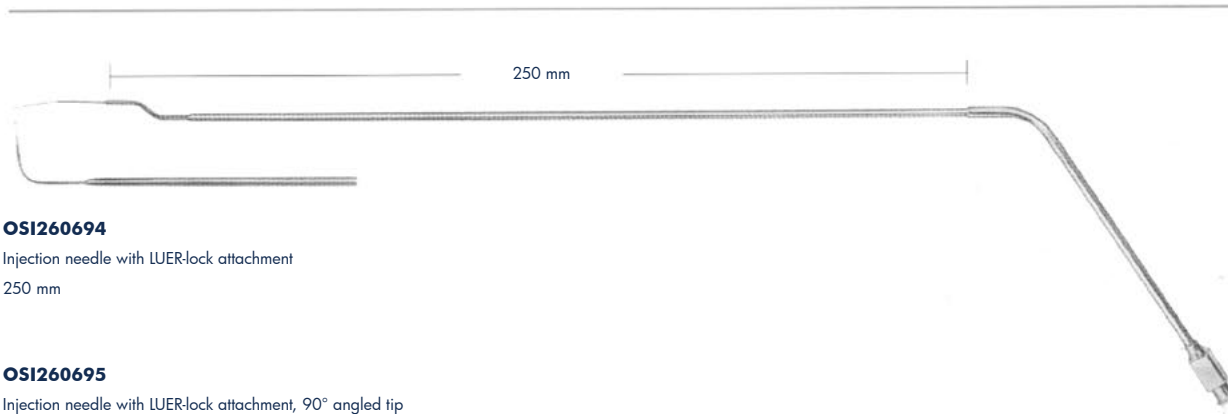 250 mm
OSI260694
Injection needle with LUER-lock attachment
250 mm
OSI260695
Injection needle with LUER-lock attachment, 90° angled tip